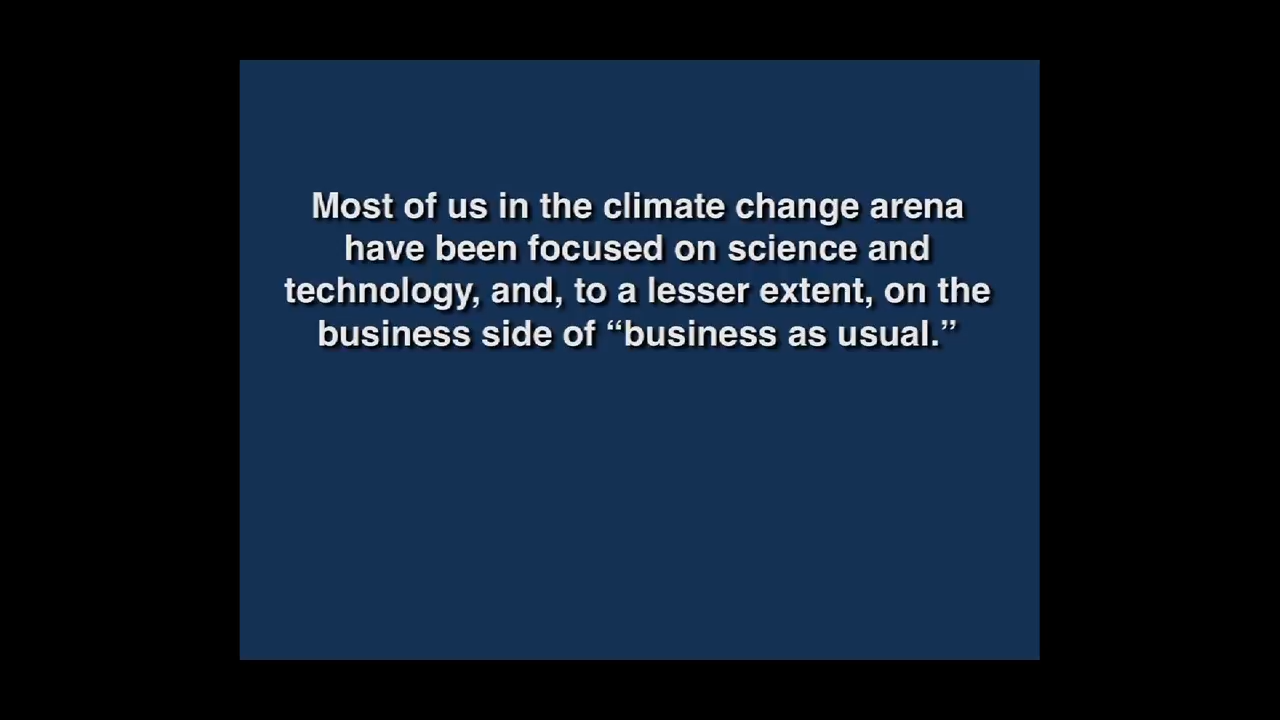 Most of us in the climate change arena
have been focused on science and
technology, and, to a lesser extent, on the
business side of “business as usual.”